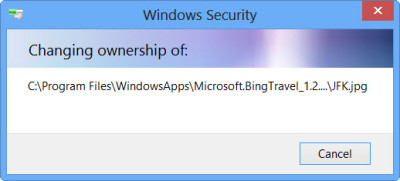 Windows Security
Changing ownership of:
C:\Program Files\WindowsApps\Microsoft.BingTravel_1.2....\JFK.jpg
Cancel